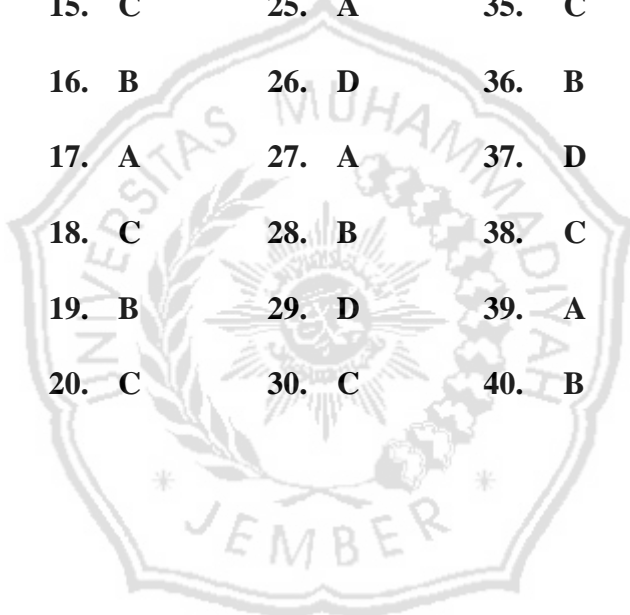 15. C 25. A 35. C
16. B 26. D 36. B
17. A 27. A 37. D
18. C 28. B 38. C
19. B 29. D 39. A
20. C 30. C 40. B
UNIVERSITAS MUHAMMADIYAH
* JEMBER *